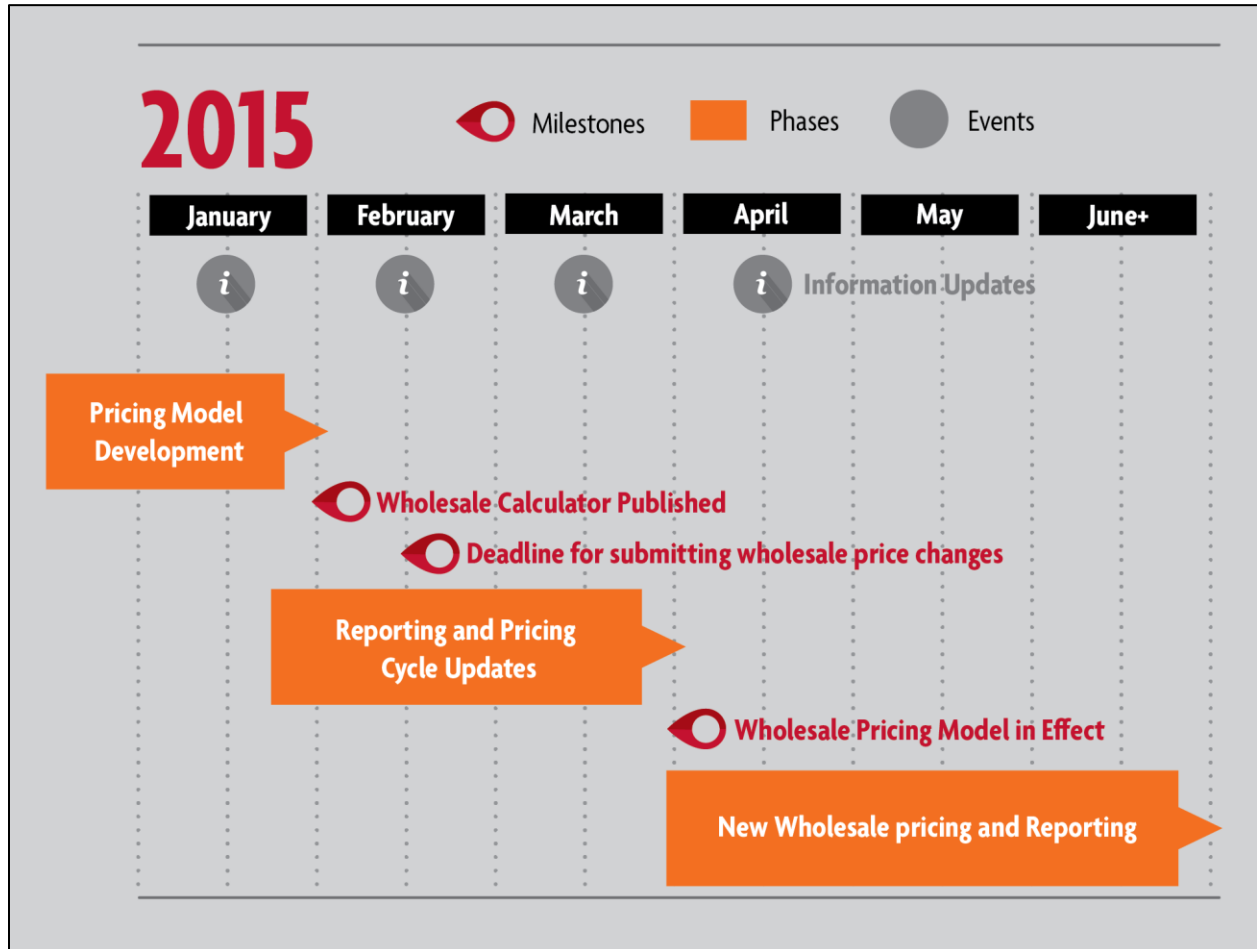 2015
Milestones
Phases
Events
January
February
March
April
May
June+
i
i
i
i
Information Updates
Pricing Model
Development
Wholesale Calculator Published
Deadline for submitting wholesale price changes
Reporting and Pricing
Cycle Updates
Wholesale Pricing Model in Effect
New Wholesale pricing and Reporting